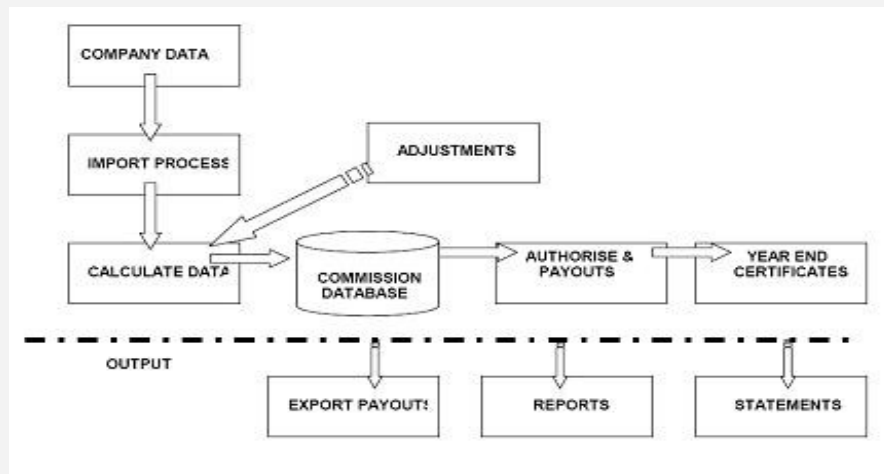 COMPANY DATA
IMPORT PROCESS
ADJUSTMENTS
CALCULATE DATA
COMMISSION
DATABASE
AUTHORISE &
PAYOUTS
YEAR END
CERTIFICATES
OUTPUT
EXPORT PAYOUTS
REPORTS
STATEMENTS